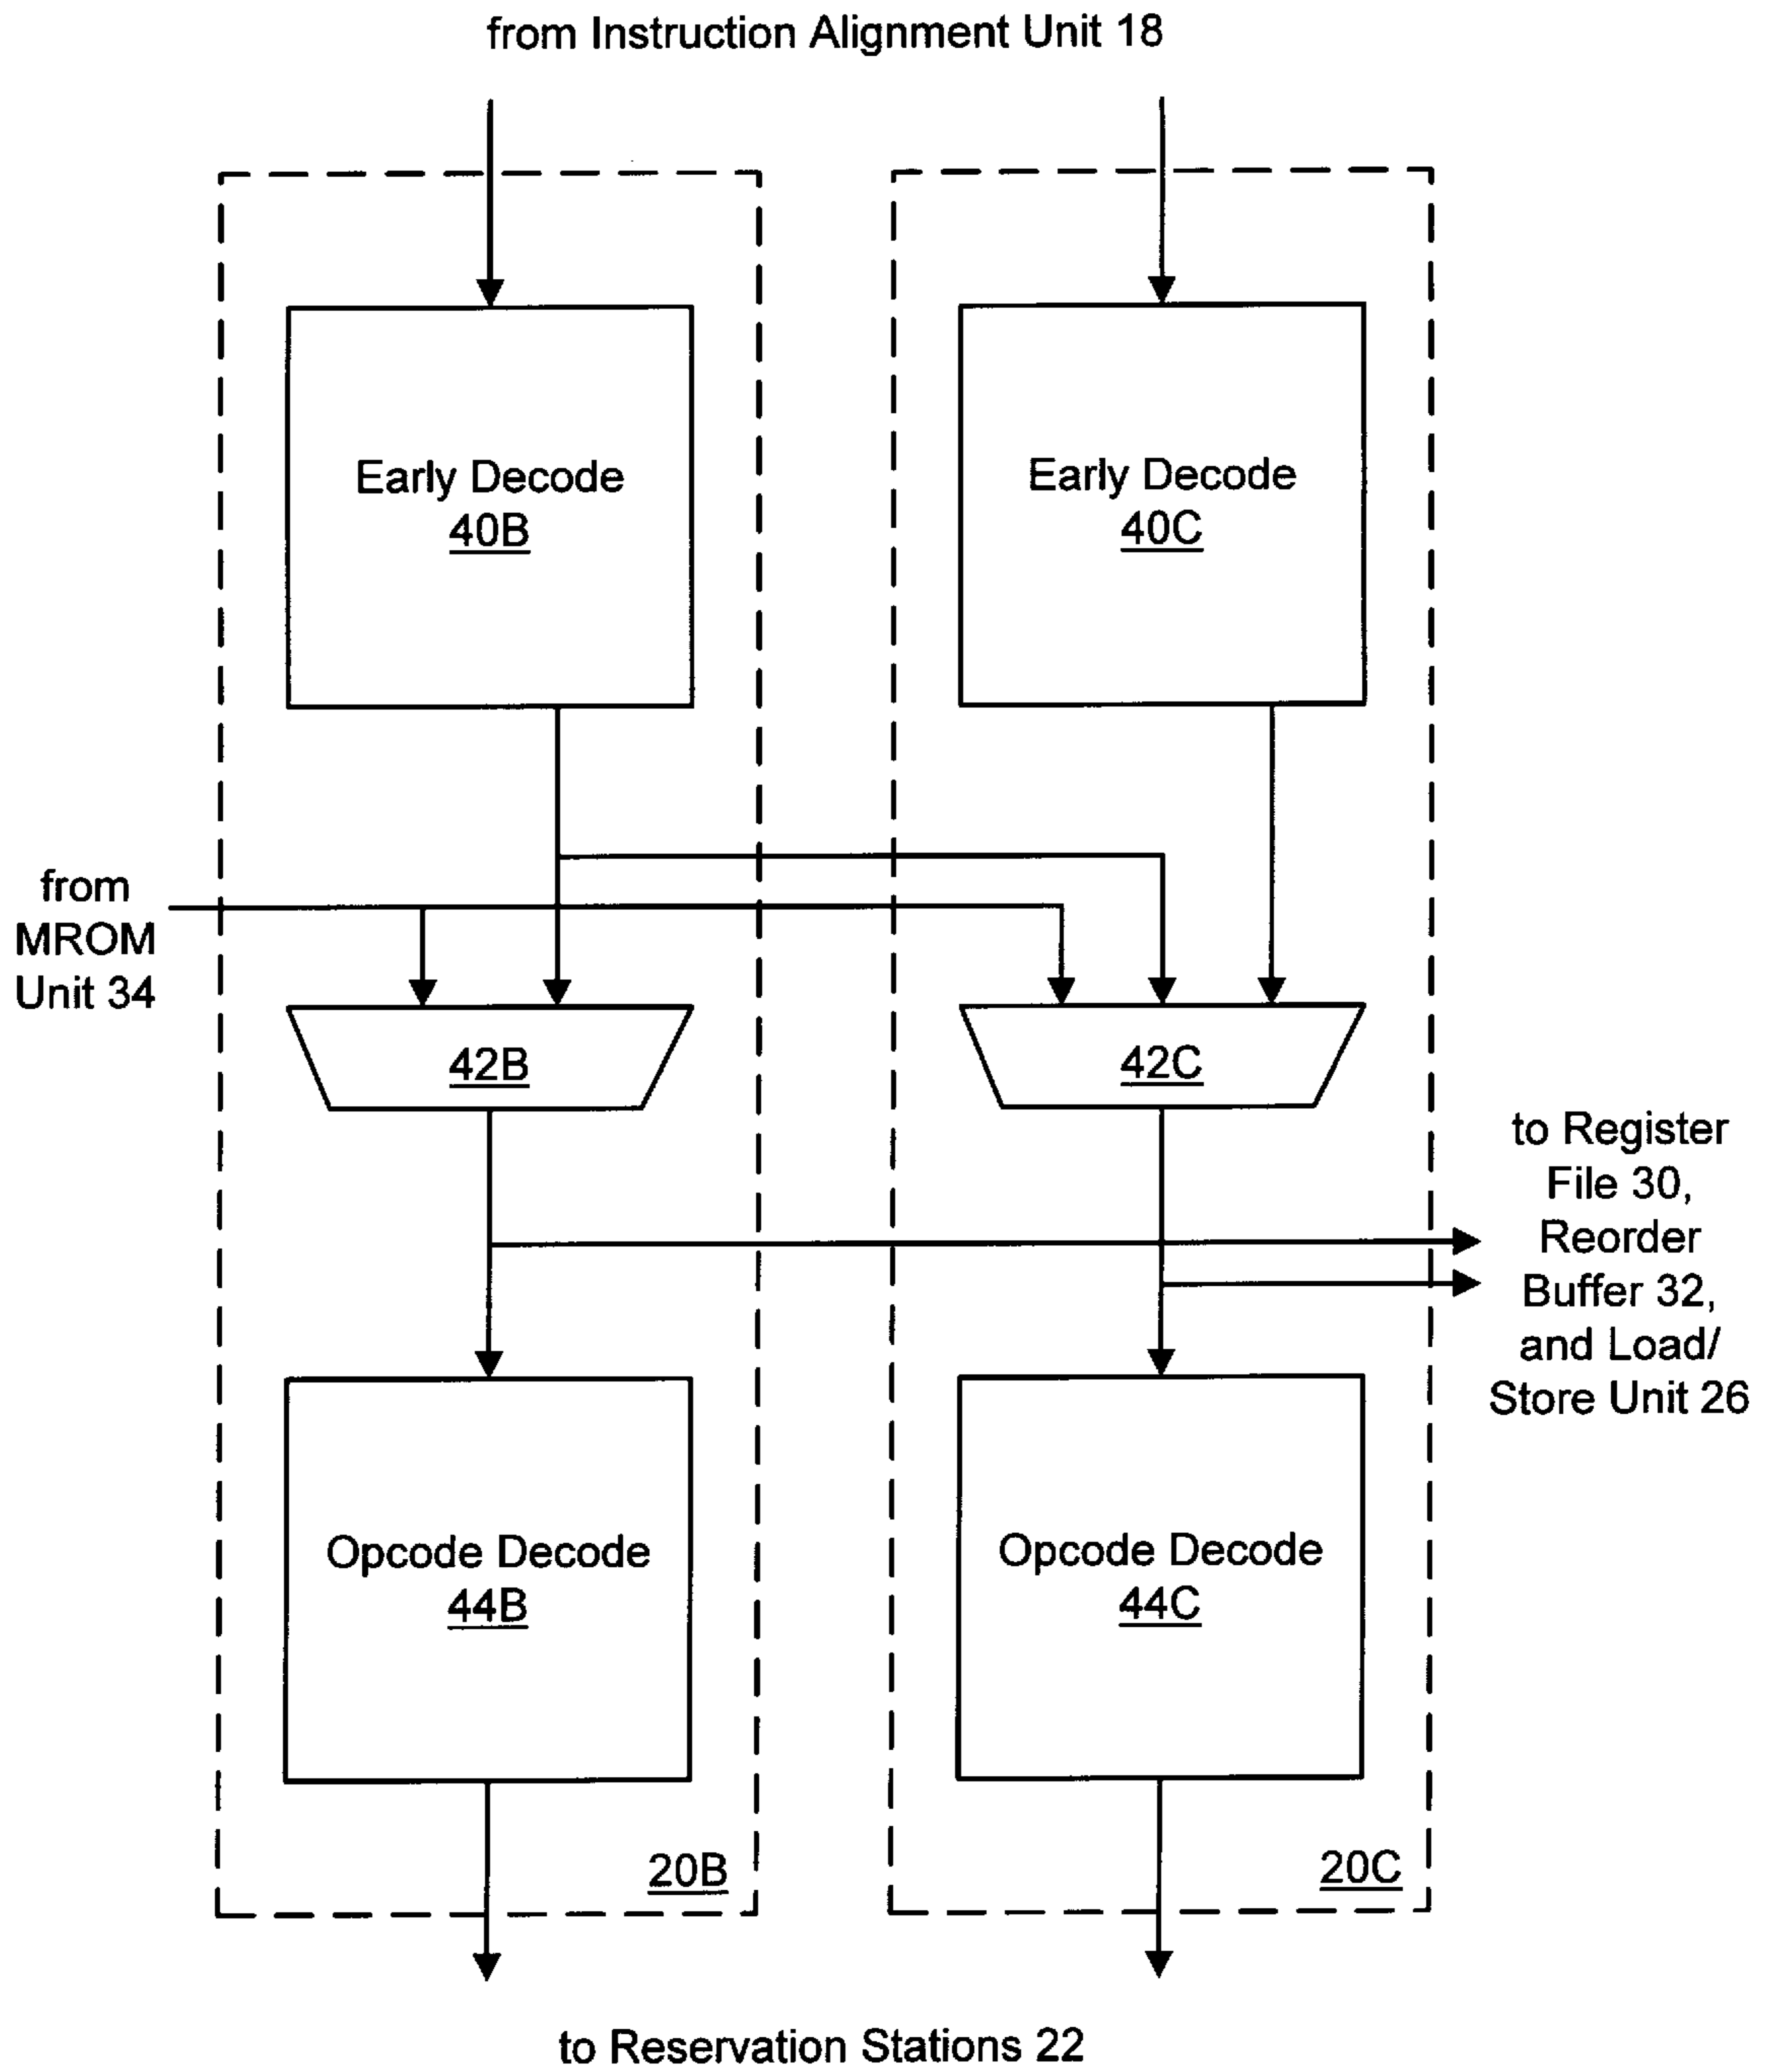 from Instruction Alignment Unit 18
Early Decode
40B
Early Decode
40C
from
MROM
Unit 34
42B
42C
to Register
File 30,
Reorder
Buffer 32,
and Load/
Store Unit 26
Opcode Decode
44B
Opcode Decode
44C
20B
20C
to Reservation Stations 22